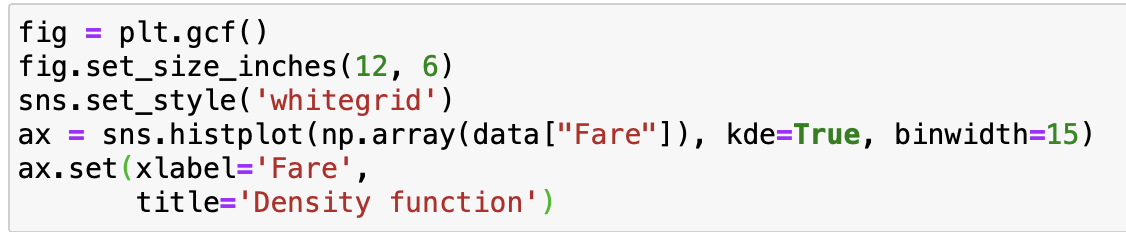 fig = plt.gcf()
fig.set_size_inches(12, 6)
sns.set_style('whitegrid')
ax = sns.histplot(np.array(data["Fare"]), kde=True, binwidth=15)
ax.set(xlabel='Fare',
       title='Density function')